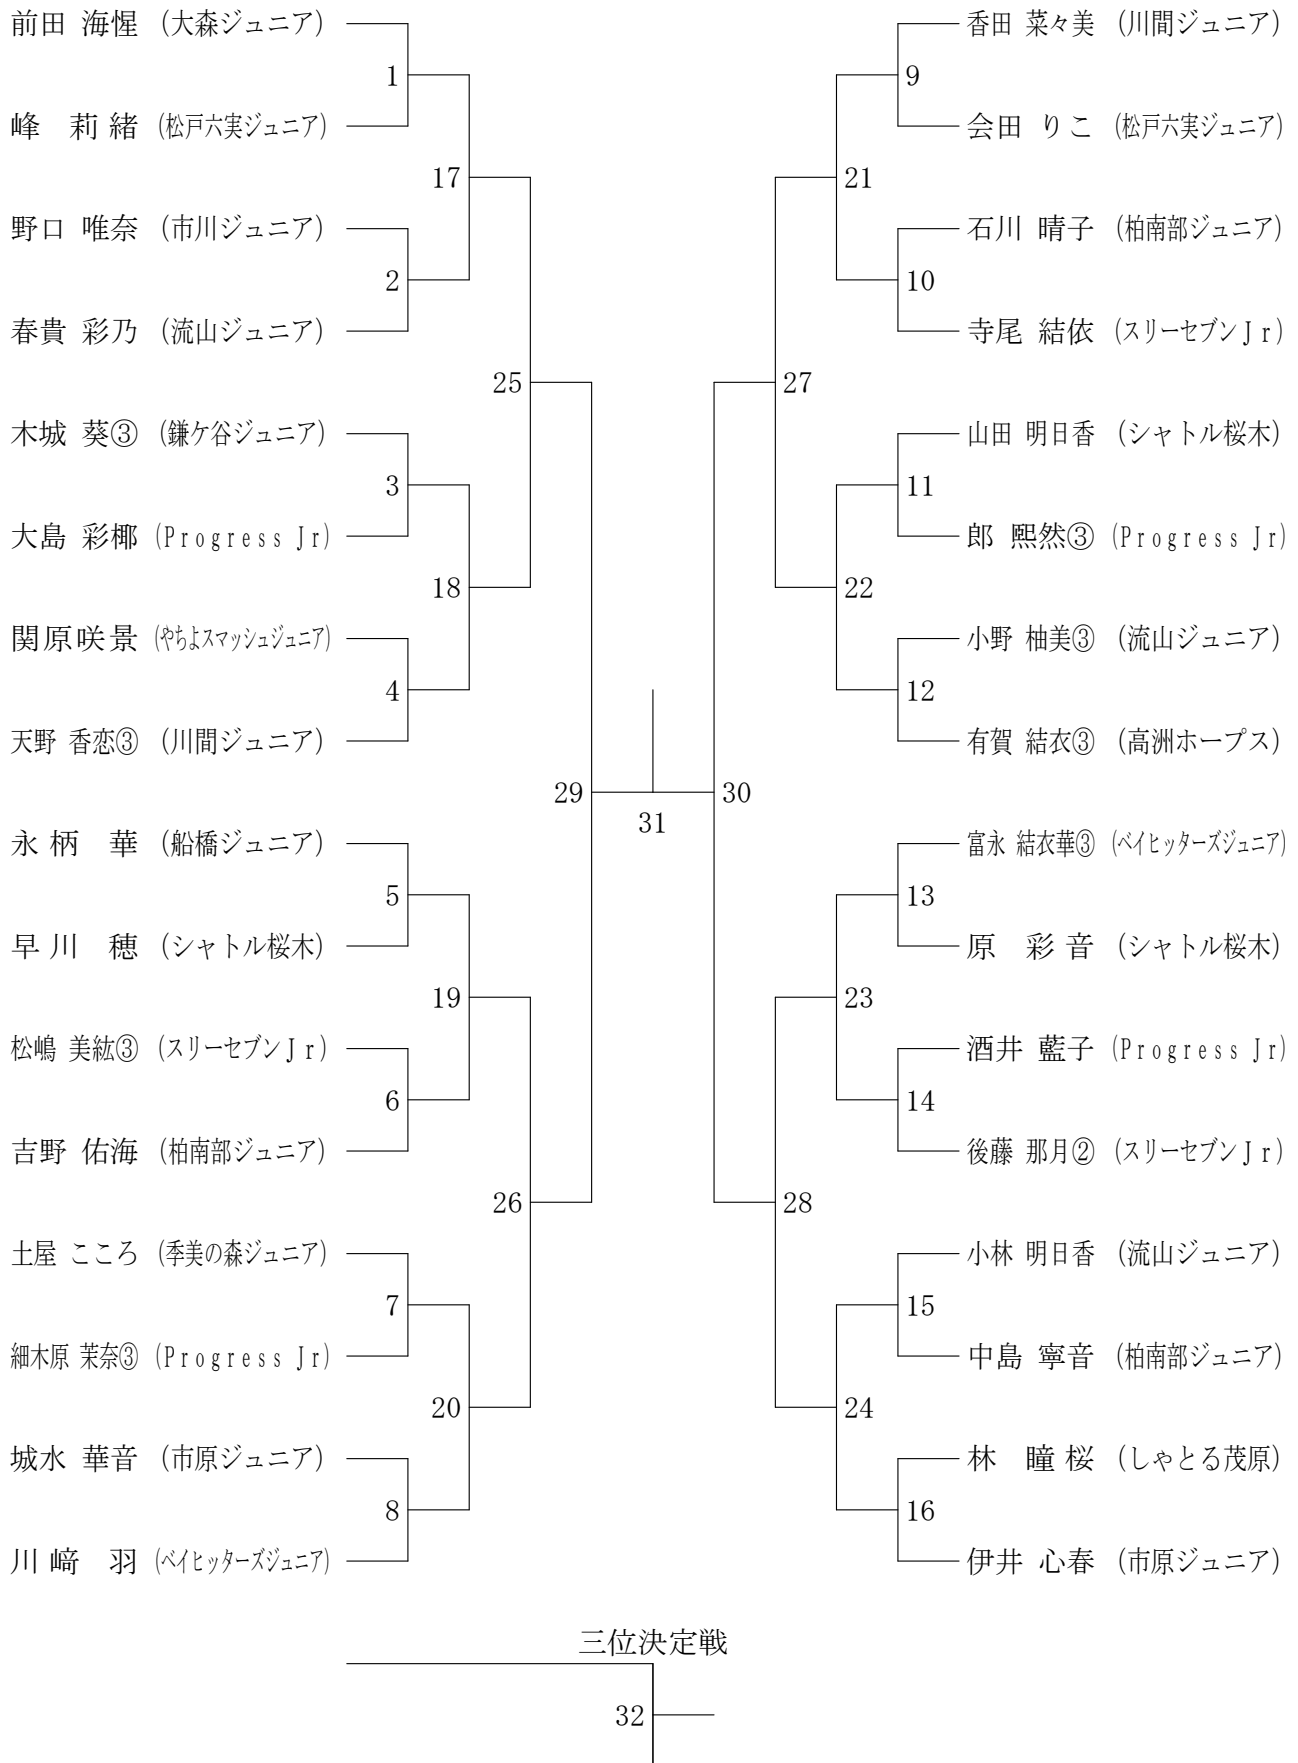 前田 海惺 (大森ジュニア)
1
峰 莉緒 (松戸六実ジュニア)
17
野口 唯奈 (市川ジュニア)
2
春貴 彩乃 (流山ジュニア)
25
木城 葵③ (鎌ケ谷ジュニア)
3
大島 彩椰 (Progress Jr)
18
関原咲景 (やちよスマッシュジュニア)
4
天野 香恋③ (川間ジュニア)
29
永柄 華 (船橋ジュニア)
5
早川 穂 (シャトル桜木)
19
松嶋 美紘③ (スリーセブンJr)
6
吉野 佑海 (柏南部ジュニア)
26
土屋 こころ (季美の森ジュニア)
7
細木原 茉奈③ (Progress Jr)
20
城水 華音 (市原ジュニア)
8
川﨑 羽 (ベイヒッターズジュニア)
31
香田 菜々美 (川間ジュニア)
9
会田 りこ (松戸六実ジュニア)
21
石川 晴子 (柏南部ジュニア)
10
寺尾 結依 (スリーセブンJr)
27
山田 明日香 (シャトル桜木)
11
郎 熙然③ (Progress Jr)
22
小野 柚美③ (流山ジュニア)
12
有賀 結衣③ (高洲ホープス)
30
富永 結衣華③ (ベイヒッターズジュニア)
13
原 彩音 (シャトル桜木)
23
酒井 藍子 (Progress Jr)
14
後藤 那月② (スリーセブンJr)
28
小林 明日香 (流山ジュニア)
15
中島 寧音 (柏南部ジュニア)
24
林 瞳桜 (しゃとる茂原)
16
伊井 心春 (市原ジュニア)
三位決定戦
32